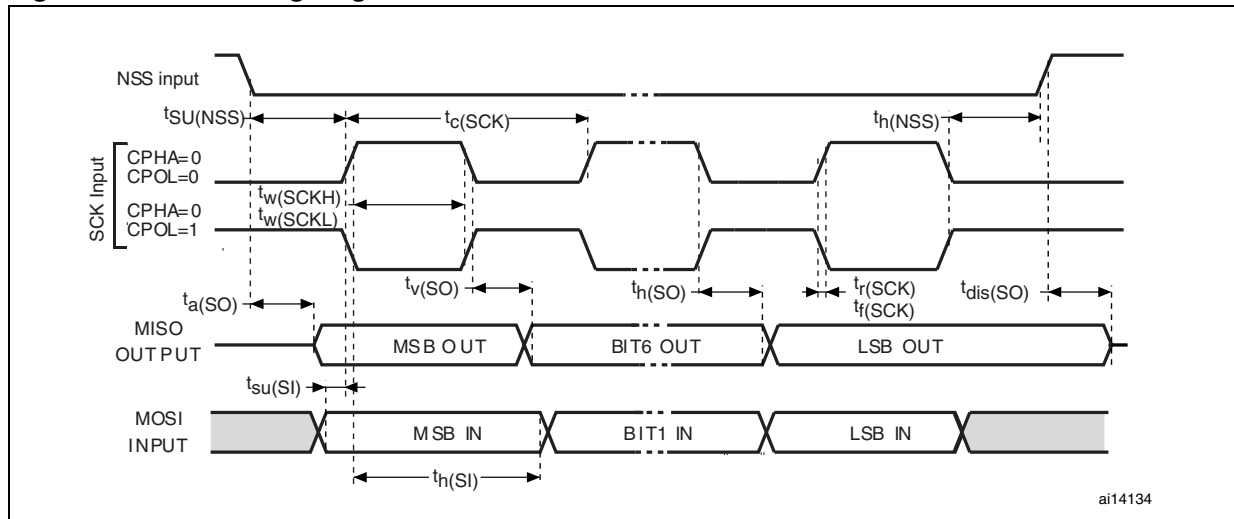 NSS input
tSU(NSS)
tc(SCK)
th(NSS)
SCK Input
CPHA=0
CPOL=0
tw(SCKH)
tw(SCKL)
CPHA=0
CPOL=1
ta(SO)
tv(SO)
th(SO)
tr(SCK)
tf(SCK)
tdis(SO)
MISO
OUTPUT
MSB OUT
BIT6 OUT
LSB OUT
tsu(SI)
MOSI
INPUT
MSB IN
BIT1 IN
LSB IN
th(SI)
ai14134